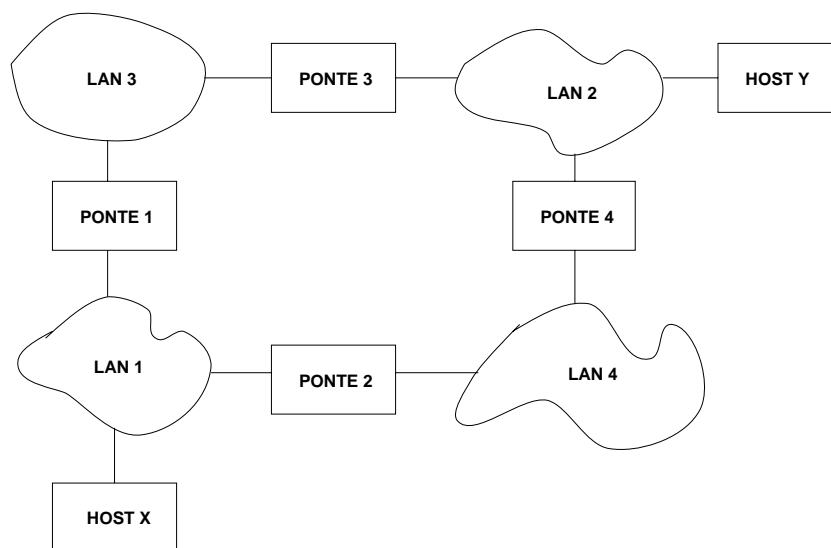 LAN 3
PONTE 3
LAN 2
HOST Y
PONTE 1
PONTE 4
LAN 1
PONTE 2
LAN 4
HOST X